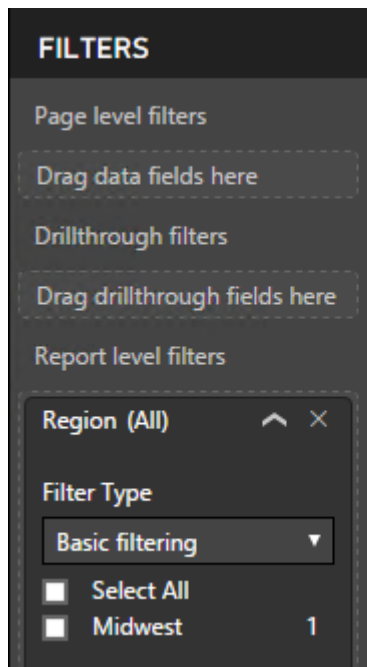 FILTERS
Page level filters
Drag data fields here
Drillthrough filters
Drag drillthrough fields here
Report level filters
Region (All)
Filter Type
Basic filtering
Select All
Midwest 1